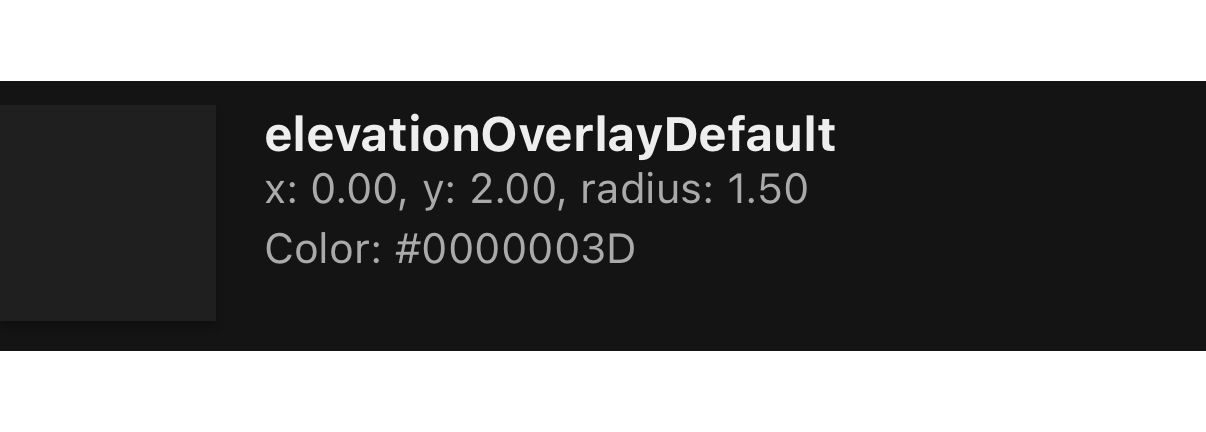 elevationOverlayDefault
x: 0.00, y: 2.00, radius: 1.50
Color: #0000003D